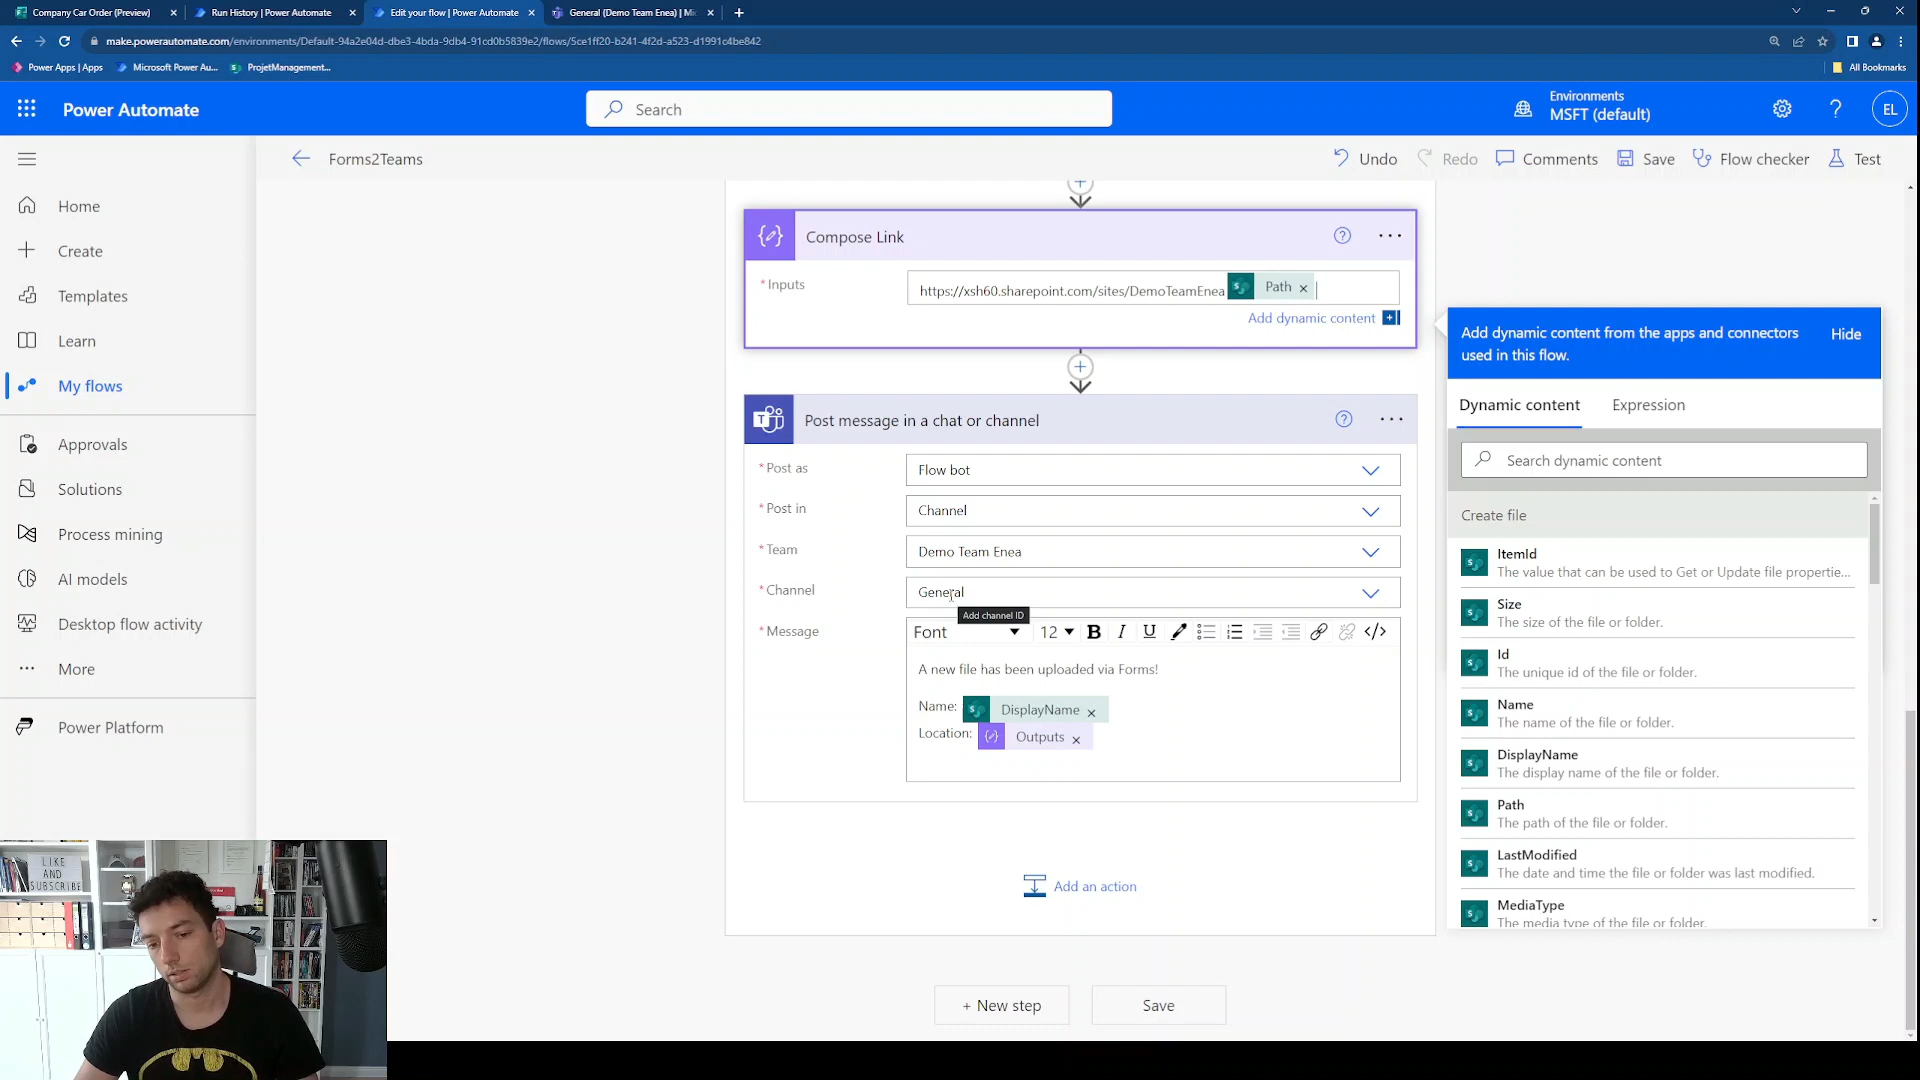 Company Car Order (Preview)
Run History | Power Automate
Edit your flow | Power Automate
General (Demo Team Enea) | Mi
make.powerautomate.com/environments/Default-94a2e04d-dbe3-4bda-9db4-91cd0b5839e2/flows/5ce1ff20-b241-4f2d-a523-d1991c4be842
Power Apps | Apps
Microsoft Power Au...
ProjetManagement...
All Bookmarks
Power Automate
Search
Environments
MSFT (default)
EL
Forms2Teams
Undo
Redo
Comments
Save
Flow checker
Test
Home
Create
Templates
Learn
My flows
Approvals
Solutions
Process mining
AI models
Desktop flow activity
More
Power Platform
Compose Link
* Inputs
https://xsh60.sharepoint.com/sites/DemoTeamEnea Path
Add dynamic content
Post message in a chat or channel
* Post as
Flow bot
* Post in
Channel
* Team
Demo Team Enea
* Channel
General
Add channel ID
* Message
Font
12
B I U </>
A new file has been uploaded via Forms!
Name: DisplayName
Location: Outputs
Add an action
+ New step
Save
Add dynamic content from the apps and connectors
used in this flow.
Hide
Dynamic content
Expression
Search dynamic content
Create file
ItemId
The value that can be used to Get or Update file propertie...
Size
The size of the file or folder.
Id
The unique id of the file or folder.
Name
The name of the file or folder.
DisplayName
The display name of the file or folder.
Path
The path of the file or folder.
LastModified
The date and time the file or folder was last modified.
MediaType
The media type of the file or folder.
LIKE
AND
SUBSCRIBE